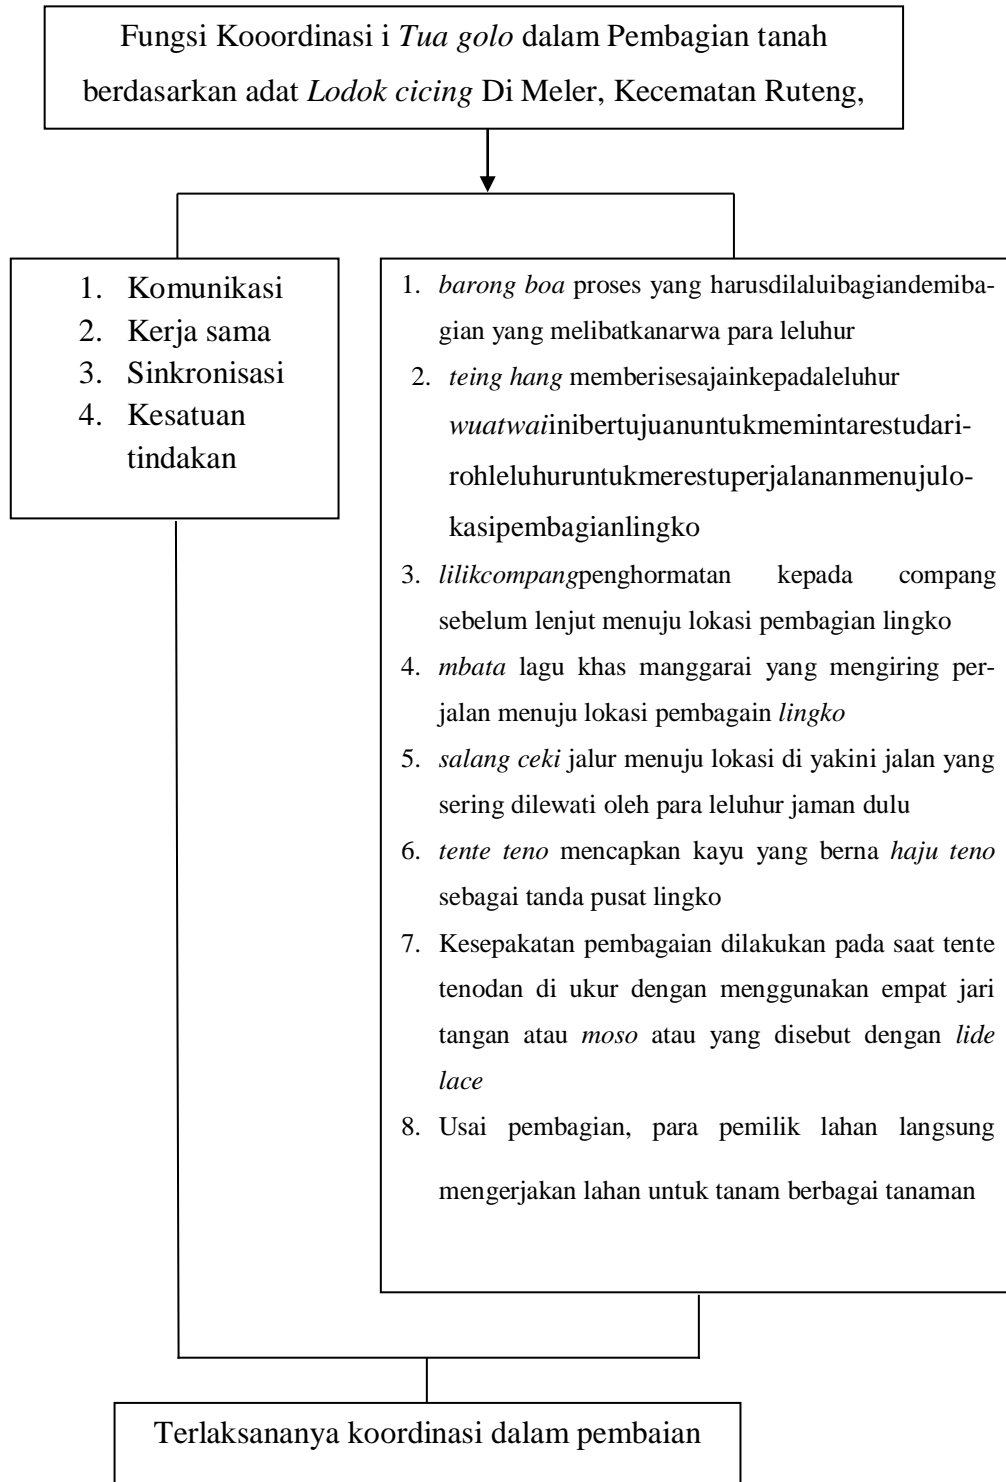 Fungsi Kooordinasi i Tua golo dalam Pembagian tanah
berdasarkan adat Lodok cicing Di Meler, Kecematan Ruteng,
1. Komunikasi
2. Kerja sama
3. Sinkronisasi
4. Kesatuan
tindakan
1. barong boa proses yang harusdilaluibagiandemiba-
gian yang melibatkanarwa para leluhur
2. teing hang memberisesajainkepadaleluhur
wuatwaiinibertujuanuntukmemintarestudari-
rohleluhuruntukmerestuperjalananmenujulo-
kasipembagianlingko
3. lilikcompangpenghormatan kepada compang
sebelum lenjut menuju lokasi pembagian lingko
4. mbata lagu khas manggarai yang mengiring per-
jalan menuju lokasi pembagain lingko
5. salang ceki jalur menuju lokasi di yakini jalan yang
sering dilewati oleh para leluhur jaman dulu
6. tente teno mencapkan kayu yang berna haju teno
sebagai tanda pusat lingko
7. Kesepakatan pembagaian dilakukan pada saat tente
tenodan di ukur dengan menggunakan empat jari
tangan atau moso atau yang disebut dengan lide
lace
8. Usai pembagian, para pemilik lahan langsung
mengerjakan lahan untuk tanam berbagai tanaman
Terlaksananya koordinasi dalam pembaian